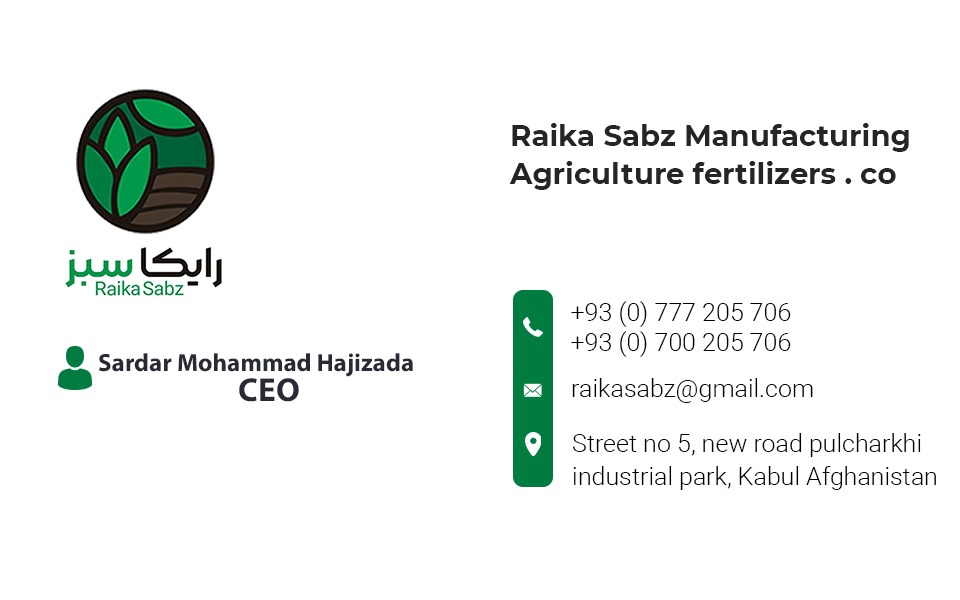 رایکا سبز
Raika Sabz
Sardar Mohammad Hajizada
CEO
Raika Sabz Manufacturing
Agriculture fertilizers . co
+93 (0) 777 205 706
+93 (0) 700 205 706
raikasabz@gmail.com
Street no 5, new road pulcharkhi
industrial park, Kabul Afghanistan